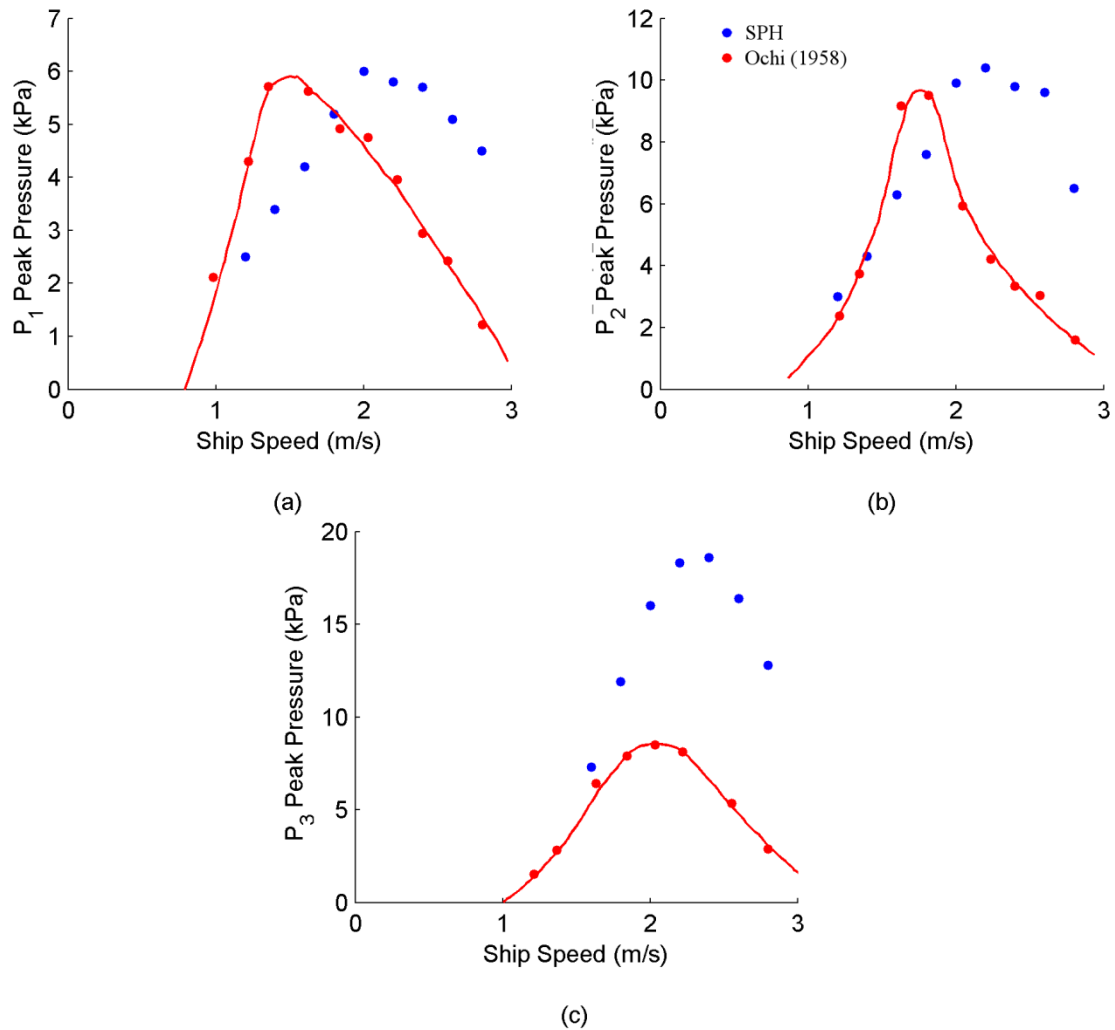 7
6
5
4
3
2
1
0
0
1
2
3
P1 Peak Pressure (kPa)
Ship Speed (m/s)
(a)
12
10
8
6
4
2
0
0
1
2
3
P2 Peak Pressure (kPa)
Ship Speed (m/s)
SPH
Ochi (1958)
(b)
20
15
10
5
0
0
1
2
3
P3 Peak Pressure (kPa)
Ship Speed (m/s)
(c)